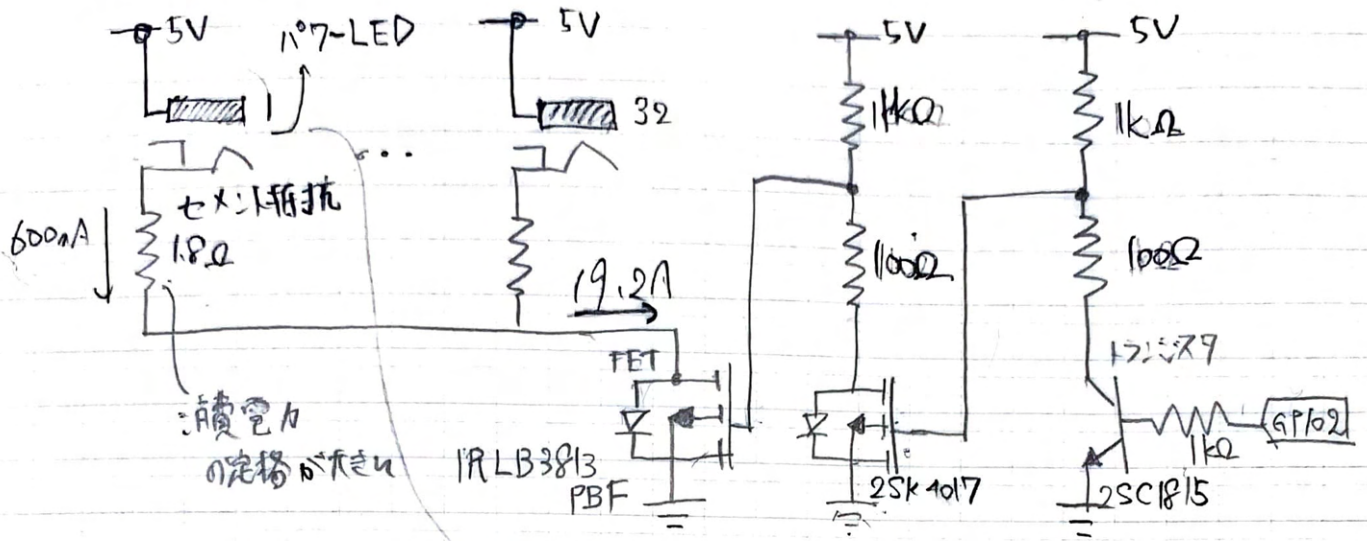 5V
パワーLED
5V
5V
5V
1
32
1kΩ
1kΩ
セメント抵抗
1.8Ω
600mA
100Ω
100Ω
19.2A
FET
トランジスタ
GPIO2
1kΩ
消費電力
の定格が大きい
IRLB3813
PBF
2SK4017
2SC1815